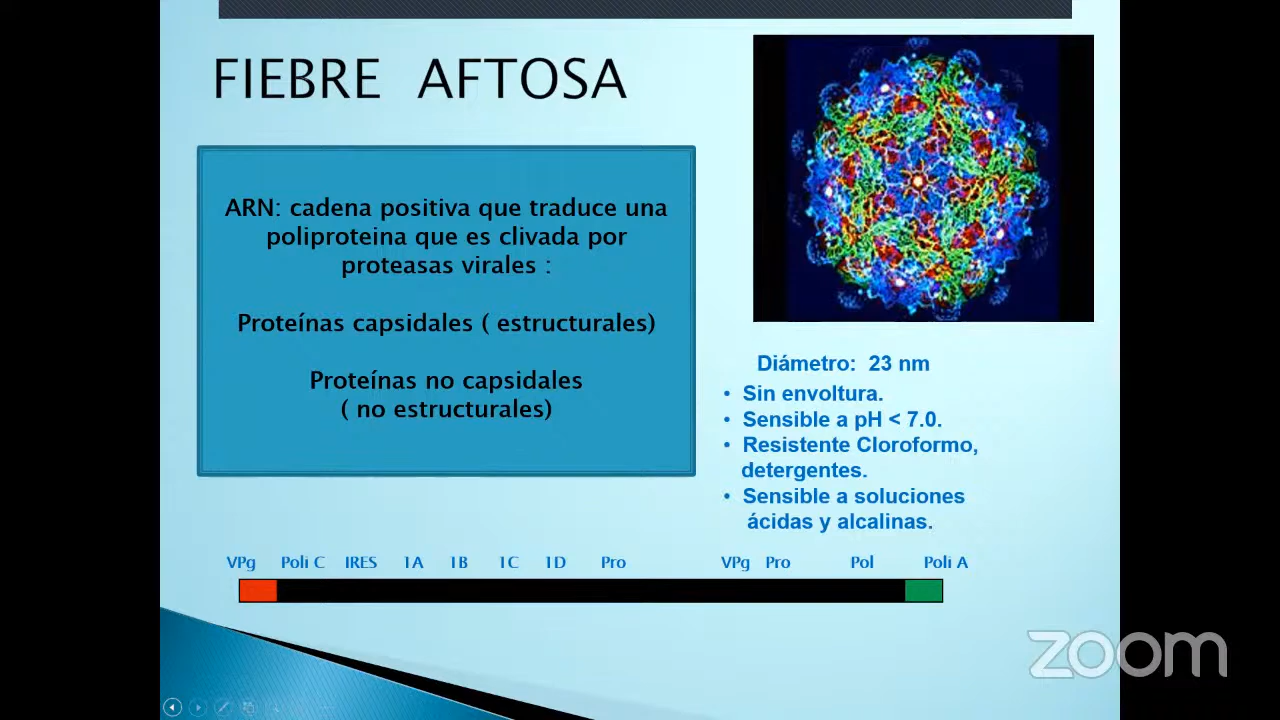 FIEBRE AFTOSA
ARN: cadena positiva que traduce una
poliproteina que es clivada por
proteasas virales :
Proteínas capsidales ( estructurales)
Proteínas no capsidales
( no estructurales)
Diámetro: 23 nm
• Sin envoltura.
• Sensible a pH < 7.0.
• Resistente Cloroformo,
detergentes.
• Sensible a soluciones
ácidas y alcalinas.
VPg Poli C IRES 1A 1B 1C 1D Pro VPg Pro Pol Poli A
zoom